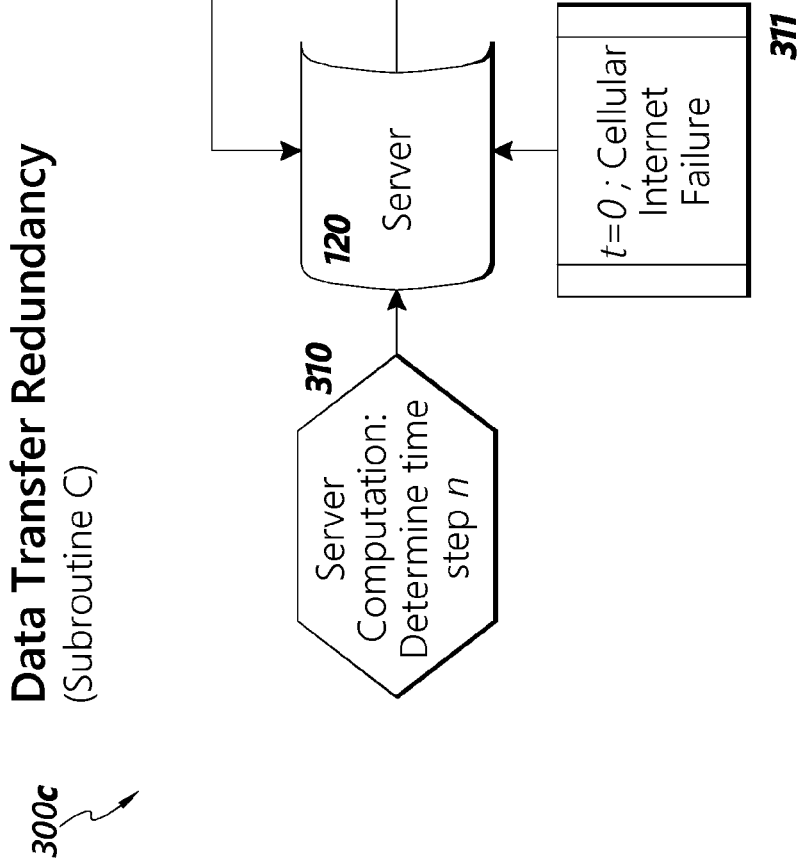 300c
Data Transfer Redundancy
(Subroutine C)
310
Server
Computation:
Determine time
step n
120
Server
t=0 ; Cellular
Internet
Failure
311